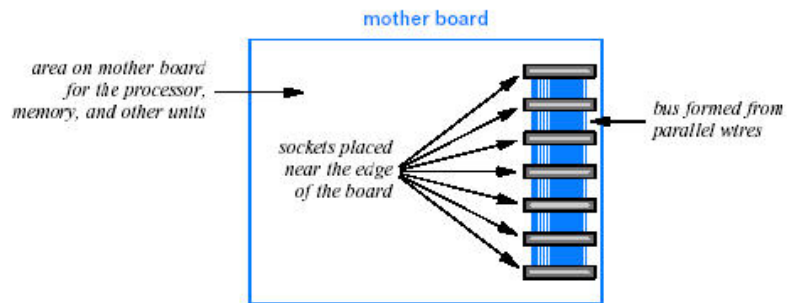 mother board
area on mother board
for the processor,
memory, and other units
sockets placed
near the edge
of the board
bus formed from
parallel wires